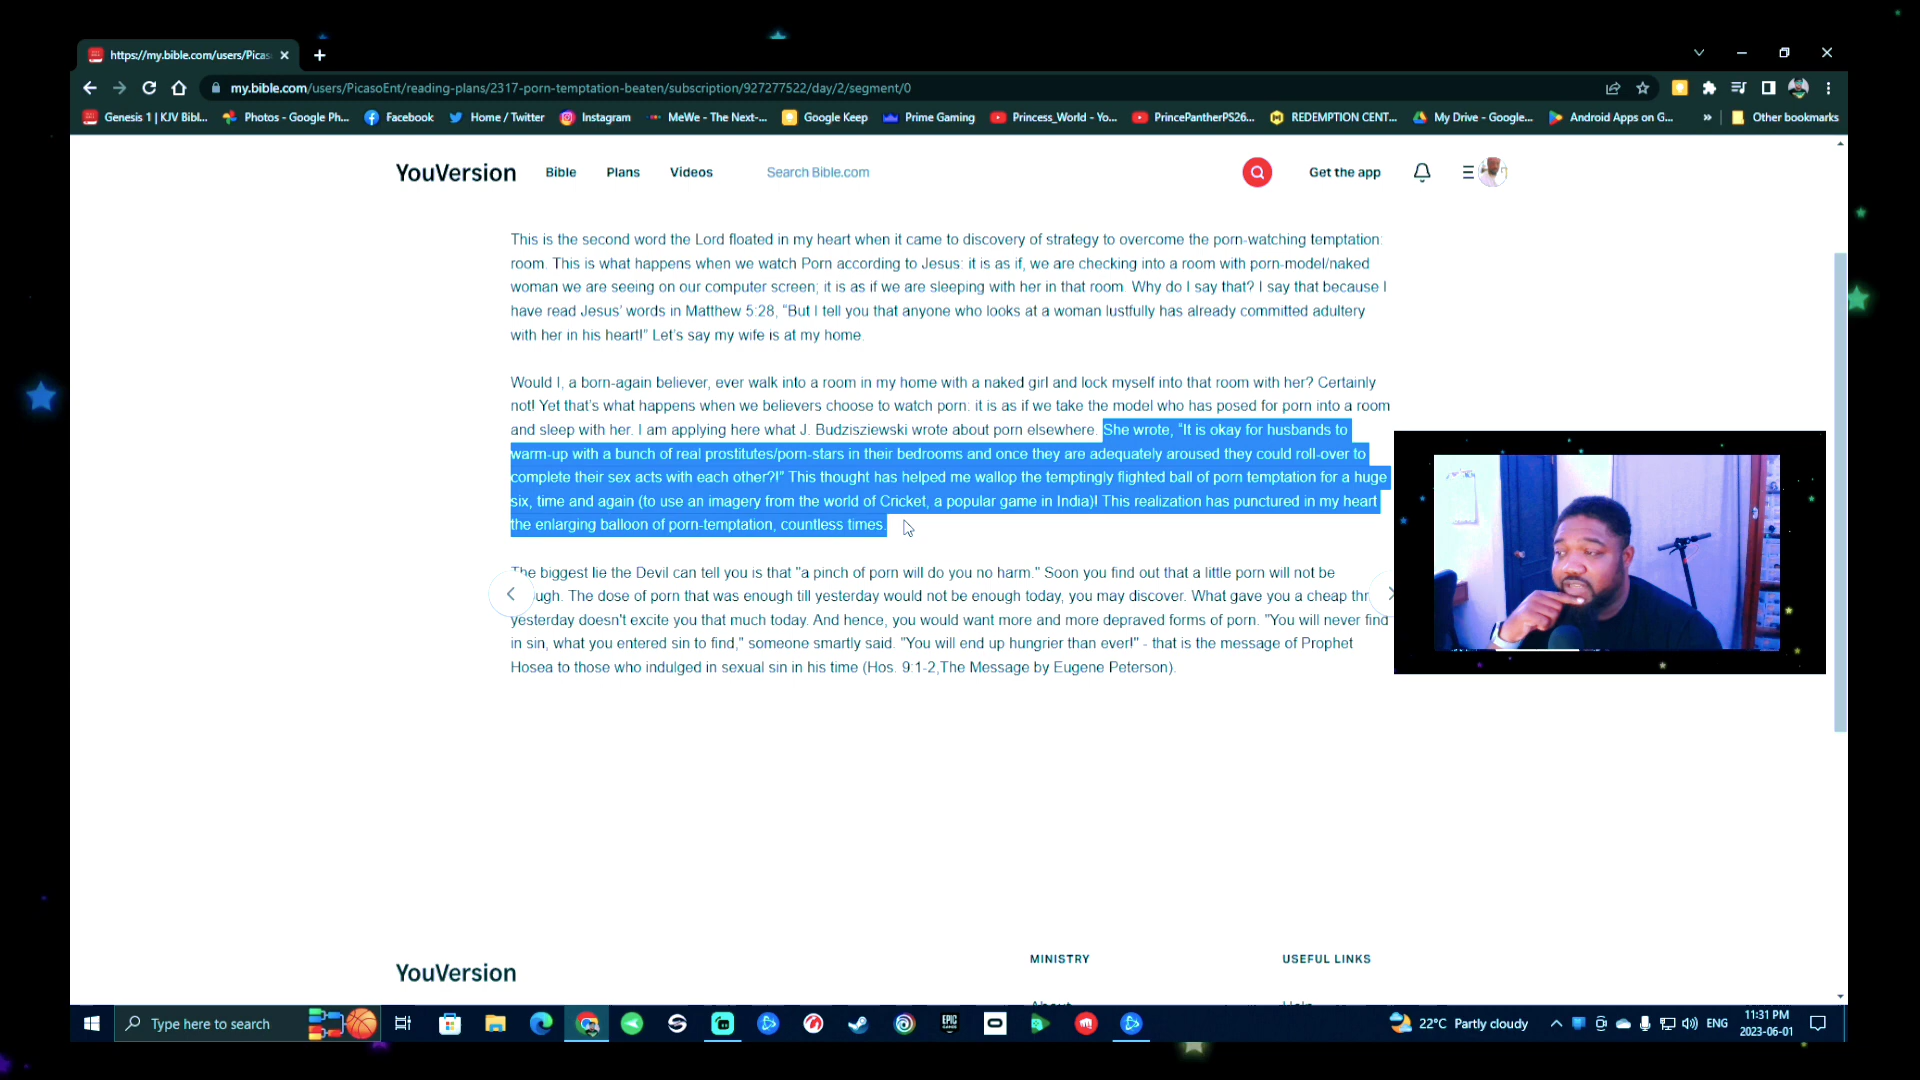 https://my.bible.com/users/Picas
my.bible.com/users/PicasoEnt/reading-plans/2317-porn-temptation-beaten/subscription/927277522/day/2/segment/0
Genesis 1 | KJV Bibl... Photos - Google Ph... Facebook Home / Twitter Instagram MeWe - The Next-... Google Keep Prime Gaming Princess_World - Yo... PrincePantherPS26... REDEMPTION CENT... My Drive - Google... Android Apps on G... » Other bookmarks
YouVersion Bible Plans Videos Search Bible.com Get the app
This is the second word the Lord floated in my heart when it came to discovery of strategy to overcome the porn-watching temptation:
room. This is what happens when we watch Porn according to Jesus: it is as if, we are checking into a room with porn-model/naked
woman we are seeing on our computer screen; it is as if we are sleeping with her in that room. Why do I say that? I say that because I
have read Jesus' words in Matthew 5:28, "But I tell you that anyone who looks at a woman lustfully has already committed adultery
with her in his heart!" Let's say my wife is at my home.
Would I, a born-again believer, ever walk into a room in my home with a naked girl and lock myself into that room with her? Certainly
not! Yet that's what happens when we believers choose to watch porn: it is as if we take the model who has posed for porn into a room
and sleep with her. I am applying here what J. Budzisziewski wrote about porn elsewhere. She wrote, "It is okay for husbands to
warm-up with a bunch of real prostitutes/porn-stars in their bedrooms and once they are adequately aroused they could roll-over to
complete their sex acts with each other?!" This thought has helped me wallop the temptingly flighted ball of porn temptation for a huge
six, time and again (to use an imagery from the world of Cricket, a popular game in India)! This realization has punctured in my heart
the enlarging balloon of porn-temptation, countless times.
The biggest lie the Devil can tell you is that "a pinch of porn will do you no harm." Soon you find out that a little porn will not be
ugh. The dose of porn that was enough till yesterday would not be enough today, you may discover. What gave you a cheap thr
yesterday doesn't excite you that much today. And hence, you would want more and more depraved forms of porn. "You will never find
in sin, what you entered sin to find," someone smartly said. "You will end up hungrier than ever!" - that is the message of Prophet
Hosea to those who indulged in sexual sin in his time (Hos. 9:1-2,The Message by Eugene Peterson).
YouVersion MINISTRY USEFUL LINKS
About Help
Type here to search EPIC GAMES 22°C Partly cloudy ENG 11:31 PM
2023-06-01